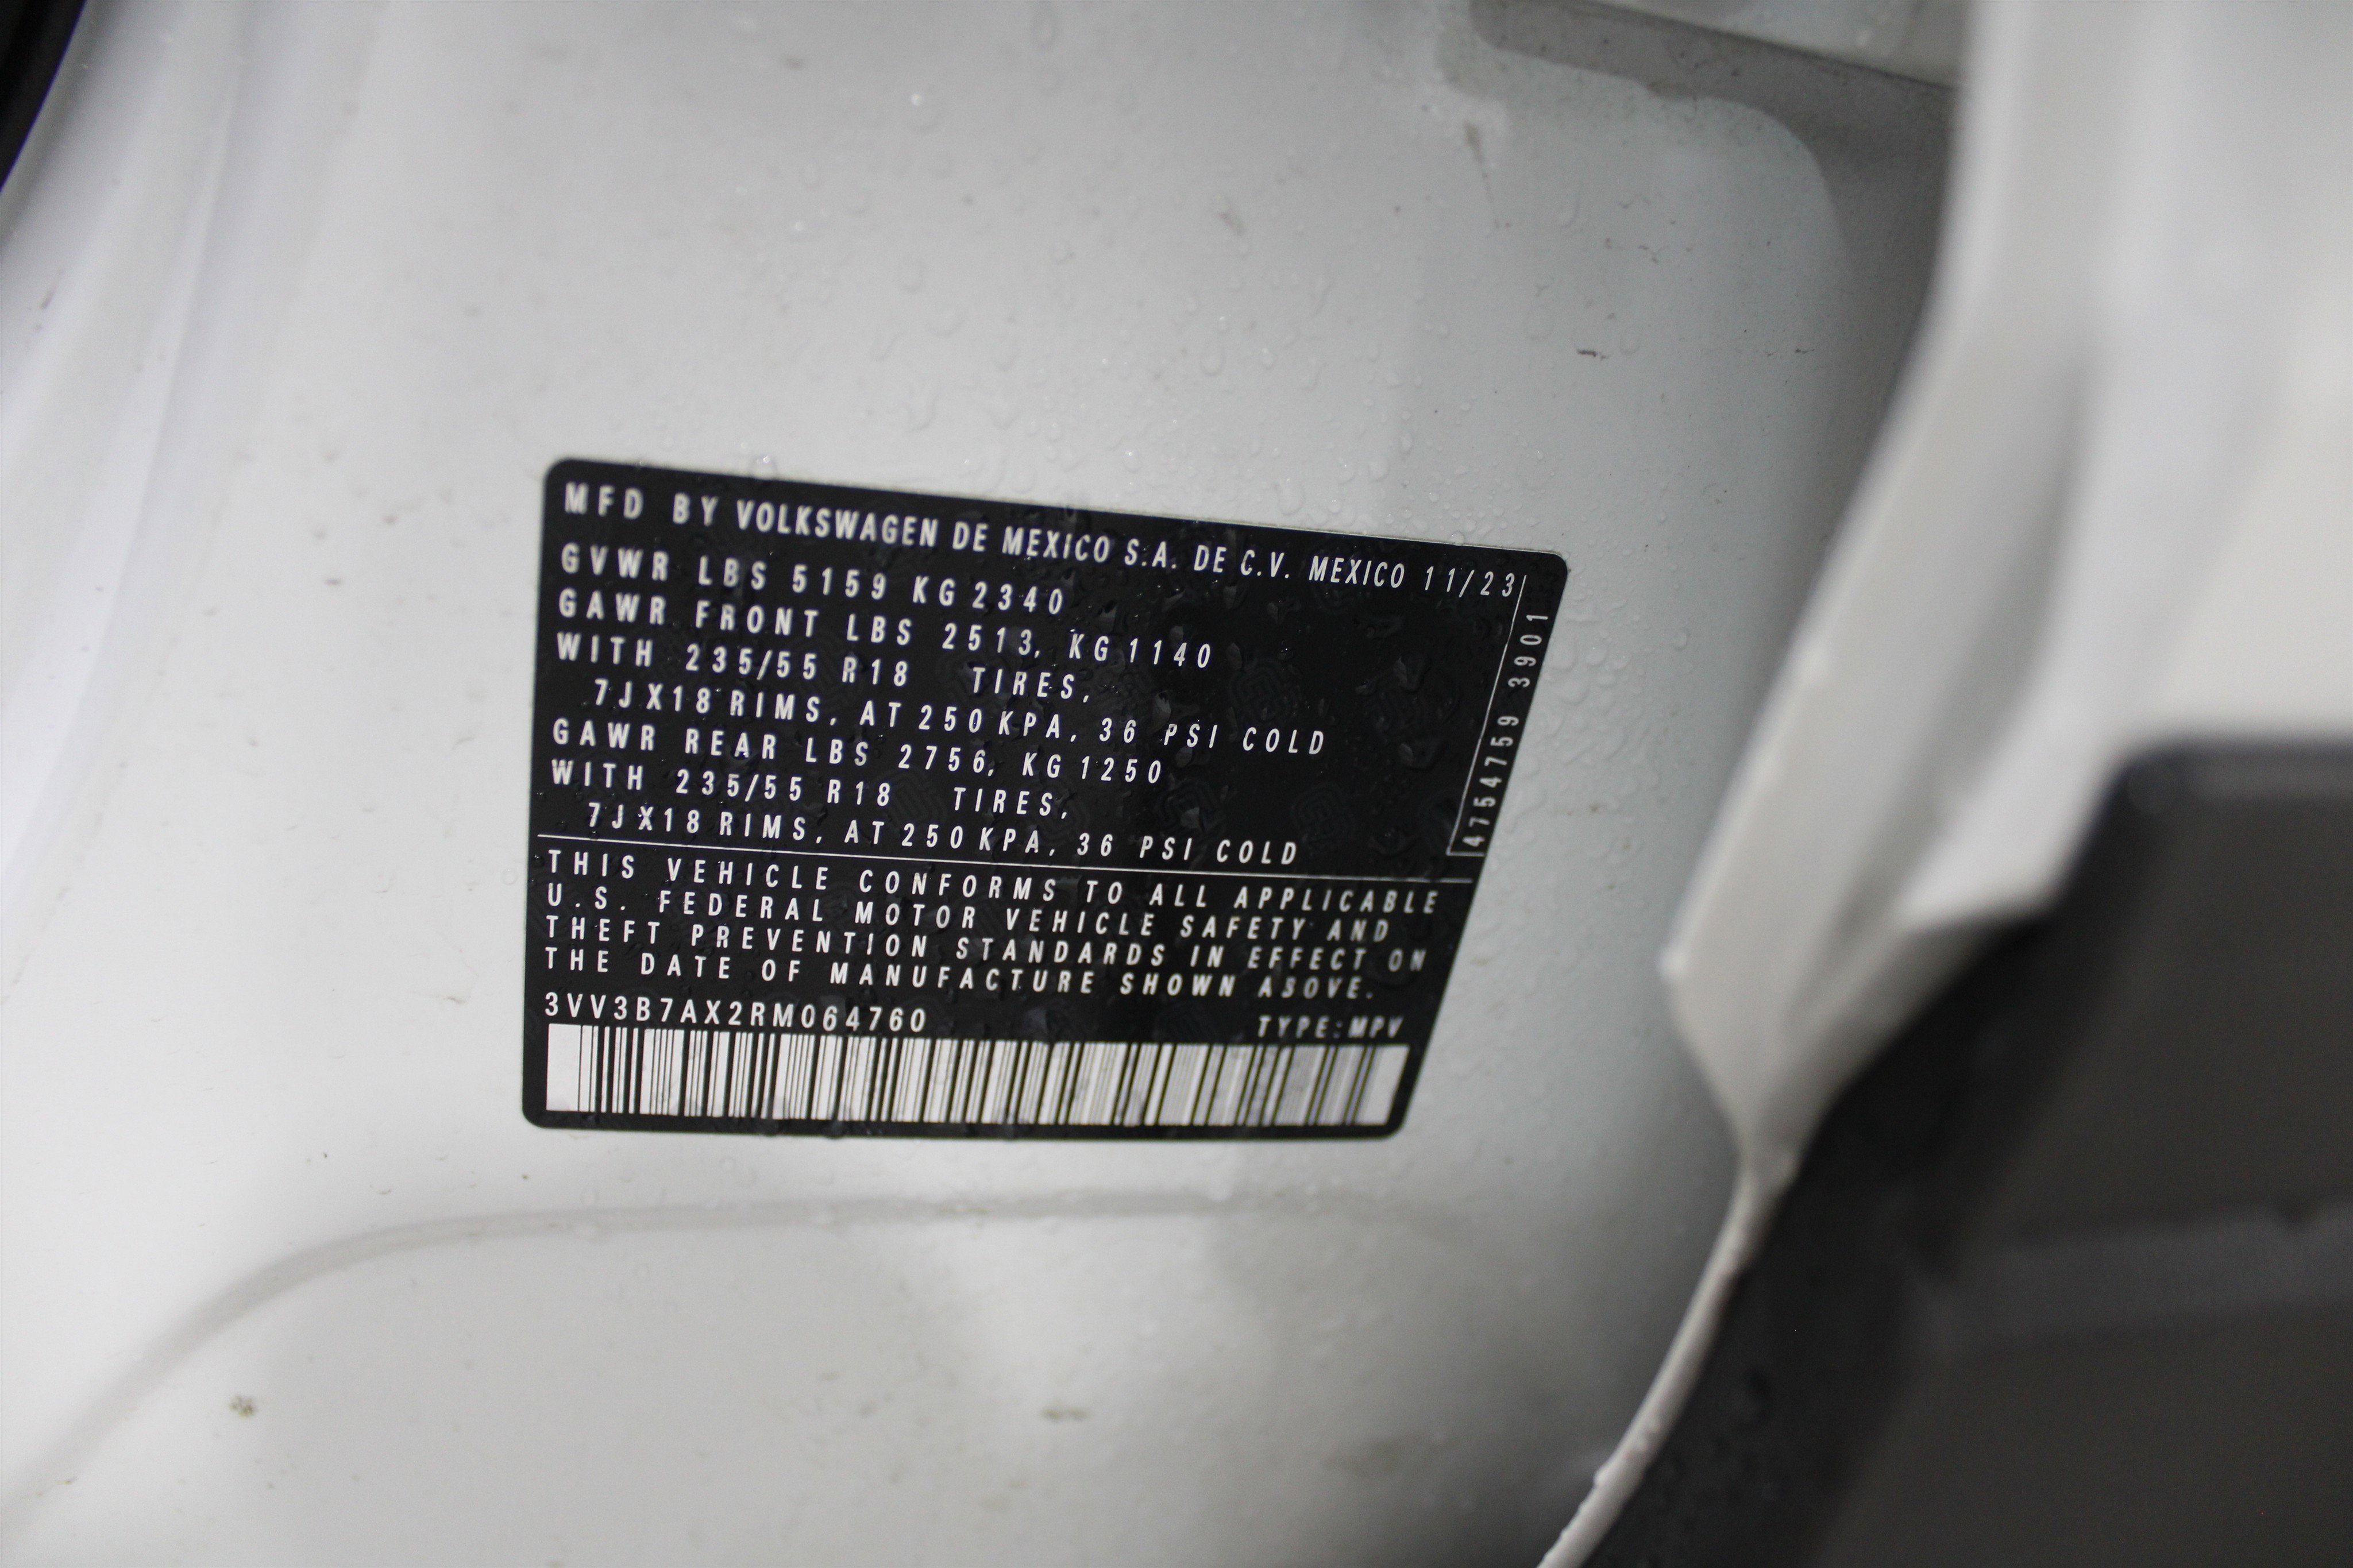 MFD BY VOLKSWAGEN DE MEXICO S.A. DE C.V. MEXICO 11/23
GVWR LBS 5159 KG 2340
GAWR FRONT LBS 2513, KG 1140
WITH 235/55 R18 TIRES,
7JX18 RIMS, AT 250 KPA, 36 PSI COLD
GAWR REAR LBS 2756, KG 1250
WITH 235/55 R18 TIRES,
7JX18 RIMS, AT 250 KPA, 36 PSI COLD
4754759 3901
THIS VEHICLE CONFORMS TO ALL APPLICABLE
U.S. FEDERAL MOTOR VEHICLE SAFETY AND
THEFT PREVENTION STANDARDS IN EFFECT ON
THE DATE OF MANUFACTURE SHOWN ABOVE.
3VV3B7AX2RM064760 TYPE:MPV